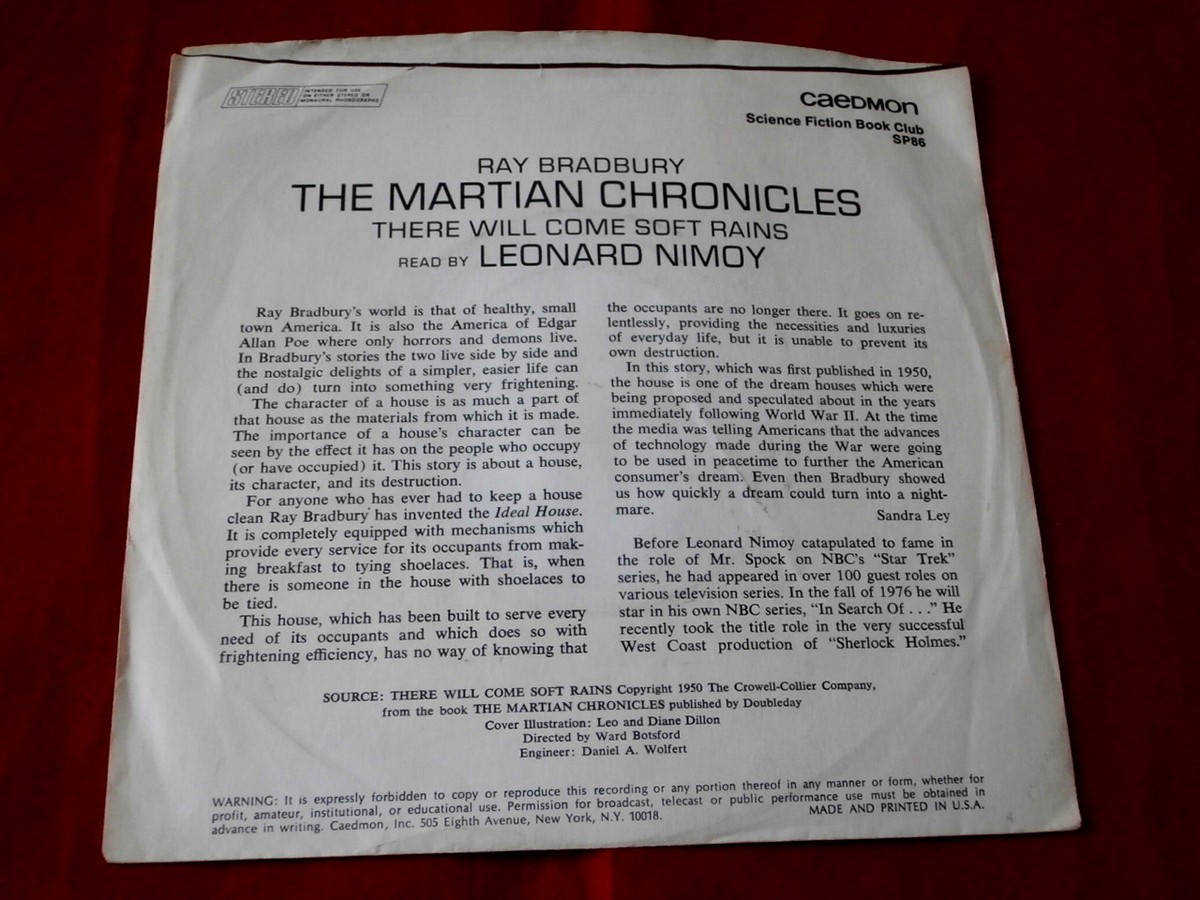 STEREO
INTENDED FOR USE
ON EITHER STEREO OR
MONAURAL PHONOGRAPHS
CAEDMON
Science Fiction Book Club
SP86
RAY BRADBURY
THE MARTIAN CHRONICLES
THERE WILL COME SOFT RAINS
READ BY LEONARD NIMOY
Ray Bradbury's world is that of healthy, small
town America. It is also the America of Edgar
Allan Poe where only horrors and demons live.
In Bradbury's stories the two live side by side and
the nostalgic delights of a simpler, easier life can
(and do) turn into something very frightening.
The character of a house is as much a part of
that house as the materials from which it is made.
The importance of a house's character can be
seen by the effect it has on the people who occupy
(or have occupied) it. This story is about a house,
its character, and its destruction.
For anyone who has ever had to keep a house
clean Ray Bradbury has invented the Ideal House.
It is completely equipped with mechanisms which
provide every service for its occupants from mak-
ing breakfast to tying shoelaces. That is, when
there is someone in the house with shoelaces to
be tied.
This house, which has been built to serve every
need of its occupants and which does so with
frightening efficiency, has no way of knowing that
the occupants are no longer there. It goes on re-
lentlessly, providing the necessities and luxuries
of everyday life, but it is unable to prevent its
own destruction.
In this story, which was first published in 1950,
the house is one of the dream houses which were
being proposed and speculated about in the years
immediately following World War II. At the time
the media was telling Americans that the advances
of technology made during the War were going
to be used in peacetime to further the American
consumer's dream. Even then Bradbury showed
us how quickly a dream could turn into a night-
mare.
Sandra Ley
Before Leonard Nimoy catapulated to fame in
the role of Mr. Spock on NBC's "Star Trek"
series, he had appeared in over 100 guest roles on
various television series. In the fall of 1976 he will
star in his own NBC series, "In Search Of . . ." He
recently took the title role in the very successful
West Coast production of "Sherlock Holmes."
SOURCE: THERE WILL COME SOFT RAINS Copyright 1950 The Crowell-Collier Company,
from the book THE MARTIAN CHRONICLES published by Doubleday
Cover Illustration: Leo and Diane Dillon
Directed by Ward Botsford
Engineer: Daniel A. Wolfert
WARNING: It is expressly forbidden to copy or reproduce this recording or any portion thereof in any manner or form, whether for
profit, amateur, institutional, or educational use. Permission for broadcast, telecast or public performance use must be obtained in
advance in writing. Caedmon, Inc. 505 Eighth Avenue, New York, N.Y. 10018.
MADE AND PRINTED IN U.S.A.